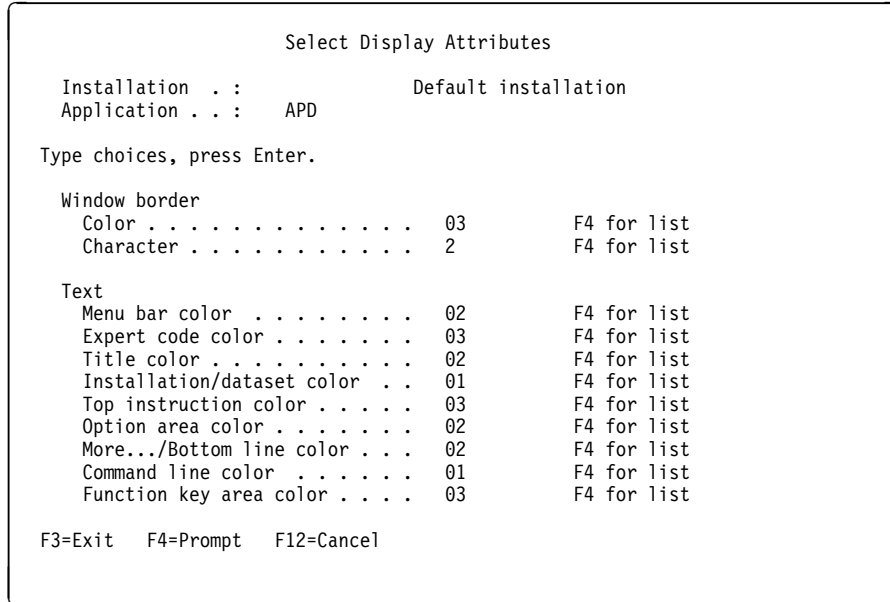 Select Display Attributes
Installation . : Default installation
Application . . : APD
Type choices, press Enter.
Window border
Color . . . . . . . . . . . . . 03 F4 for list
Character . . . . . . . . . . . 2 F4 for list
Text
Menu bar color . . . . . . . . 02 F4 for list
Expert code color . . . . . . . 03 F4 for list
Title color . . . . . . . . . . 02 F4 for list
Installation/dataset color . . 01 F4 for list
Top instruction color . . . . . 03 F4 for list
Option area color . . . . . . . 02 F4 for list
More.../Bottom line color . . . 02 F4 for list
Command line color . . . . . . 01 F4 for list
Function key area color . . . . 03 F4 for list
F3=Exit F4=Prompt F12=Cancel